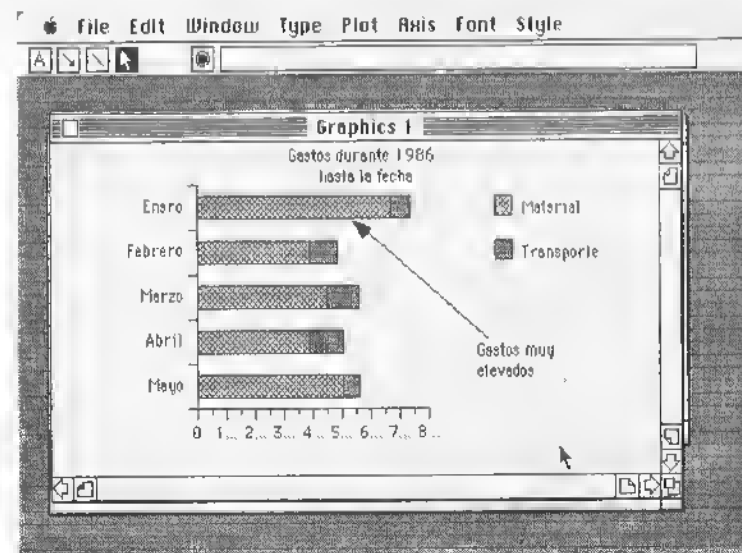 File Edit Window Type Plot Axis Font Style
A
Graphics 1
Gastos durante 1986
hasta la fecha
Enero
Material
Febrero
Transporte
Marzo
Abril
Gastos muy
elevados
Mayo
0 1... 2... 3... 4... 5... 6... 7... 8...